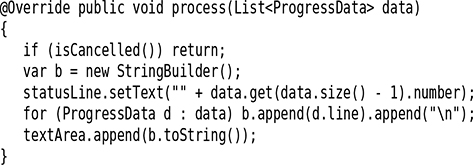 @Override public void process(List<ProgressData> data)
{
   if (isCancelled()) return;
   var b = new StringBuilder();
   statusLine.setText("" + data.get(data.size() - 1).number);
   for (ProgressData d : data) b.append(d.line).append("\n");
   textArea.append(b.toString());
}